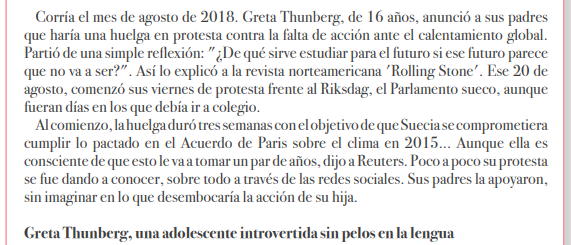 Corría el mes de agosto de 2018. Greta Thunberg, de 16 años, anunció a sus padres
que haría una huelga en protesta contra la falta de acción ante el calentamiento global.
Partió de una simple reflexión: "¿De qué sirve estudiar para el futuro si ese futuro parece
que no va a ser?". Así lo explicó a la revista norteamericana 'Rolling Stone'. Ese 20 de
agosto, comenzó sus viernes de protesta frente al Riksdag, el Parlamento sueco, aunque
fueran días en los que debía ir a colegio.
Al comienzo, la huelga duró tres semanas con el objetivo de que Suecia se comprometiera
cumplir lo pactado en el Acuerdo de Paris sobre el clima en 2015... Aunque ella es
consciente de que esto le va a tomar un par de años, dijo a Reuters. Poco a poco su protesta
se fue dando a conocer, sobre todo a través de las redes sociales. Sus padres la apoyaron,
sin imaginar en lo que desembocaría la acción de su hija.
Greta Thunberg, una adolescente introvertida sin pelos en la lengua